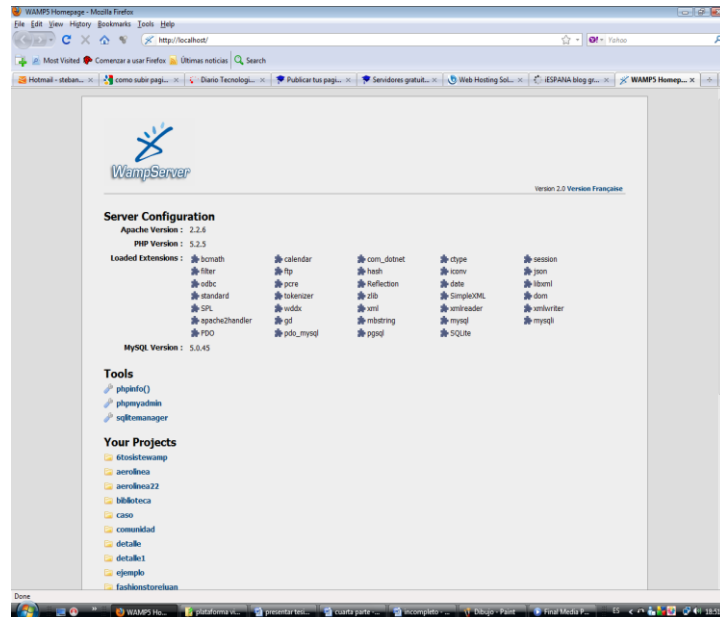 WAMP5 Homepage - Mozilla Firefox
File Edit View History Bookmarks Tools Help
http://localhost/
Yahoo
Most Visited Comenzar a usar Firefox Últimas noticias Search
Hotmail - steban... como subir pagi... Diario Tecnologi... Publicar tus pagi... Servidores gratuit... Web Hosting Sol... iESPANA blog gr... WAMP5 Homep...
WampServer
Version 2.0 Version Française
Server Configuration
Apache Version : 2.2.6
PHP Version : 5.2.5
Loaded Extensions : bcmath calendar com_dotnet ctype session
filter ftp hash iconv json
odbc pcre Reflection date libxml
standard tokenizer zlib SimpleXML dom
SPL wddx xml xmlreader xmlwriter
apache2handler gd mbstring mysql mysqli
PDO pdo_mysql pgsql SQLite
MySQL Version : 5.0.45
Tools
phpinfo()
phpmyadmin
sqlitemanager
Your Projects
6tosistewamp
aerolinea
aerolinea22
biblioteca
caso
comunidad
detalle
detalle1
ejemplo
fashionstorejuan
Done
WAMP5 Ho... plataforma vi... presentar tesi... cuarta parte -... incompleto - ... Dibujo - Paint Final Media P... ES 18:51